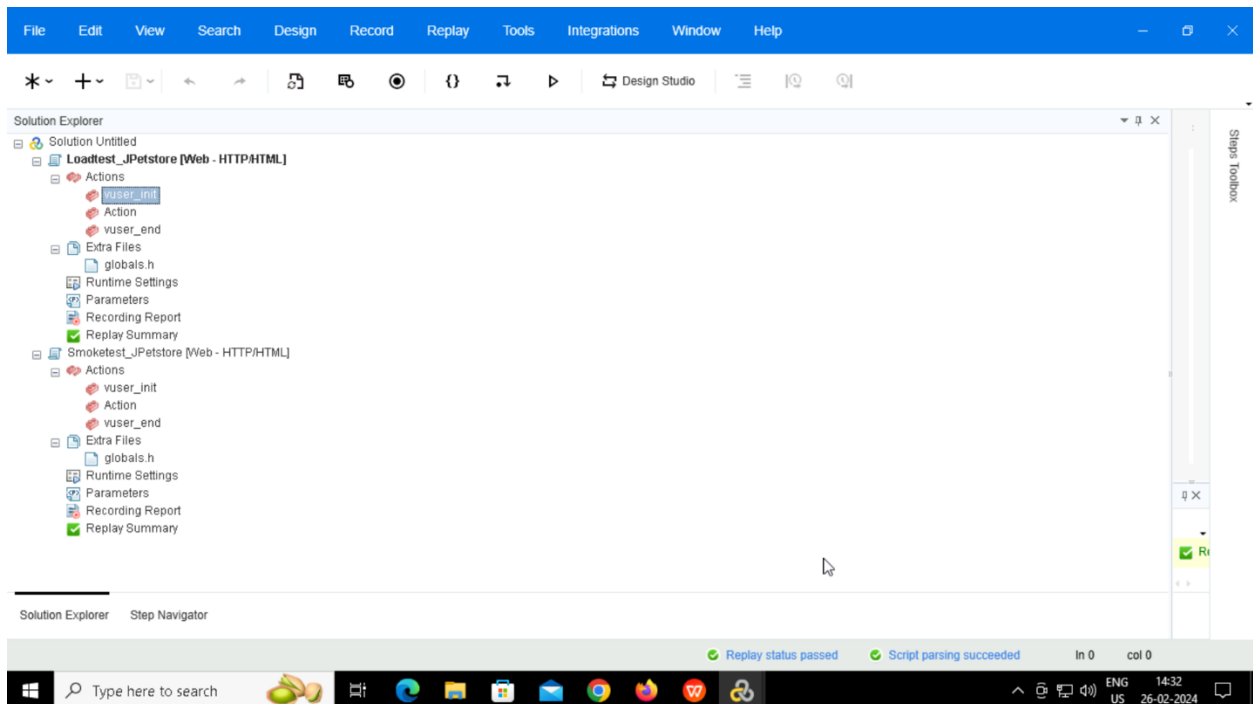 File Edit View Search Design Record Replay Tools Integrations Window Help
{} Design Studio
Solution Explorer
Solution Untitled
Loadtest_JPetstore [Web - HTTP/HTML]
Actions
vuser_init
Action
vuser_end
Extra Files
globals.h
Runtime Settings
Parameters
Recording Report
Replay Summary
Smoketest_JPetstore [Web - HTTP/HTML]
Actions
vuser_init
Action
vuser_end
Extra Files
globals.h
Runtime Settings
Parameters
Recording Report
Replay Summary
Steps Toolbox
Solution Explorer Step Navigator
Replay status passed Script parsing succeeded ln 0 col 0
Type here to search
ENG 14:32
US 26-02-2024